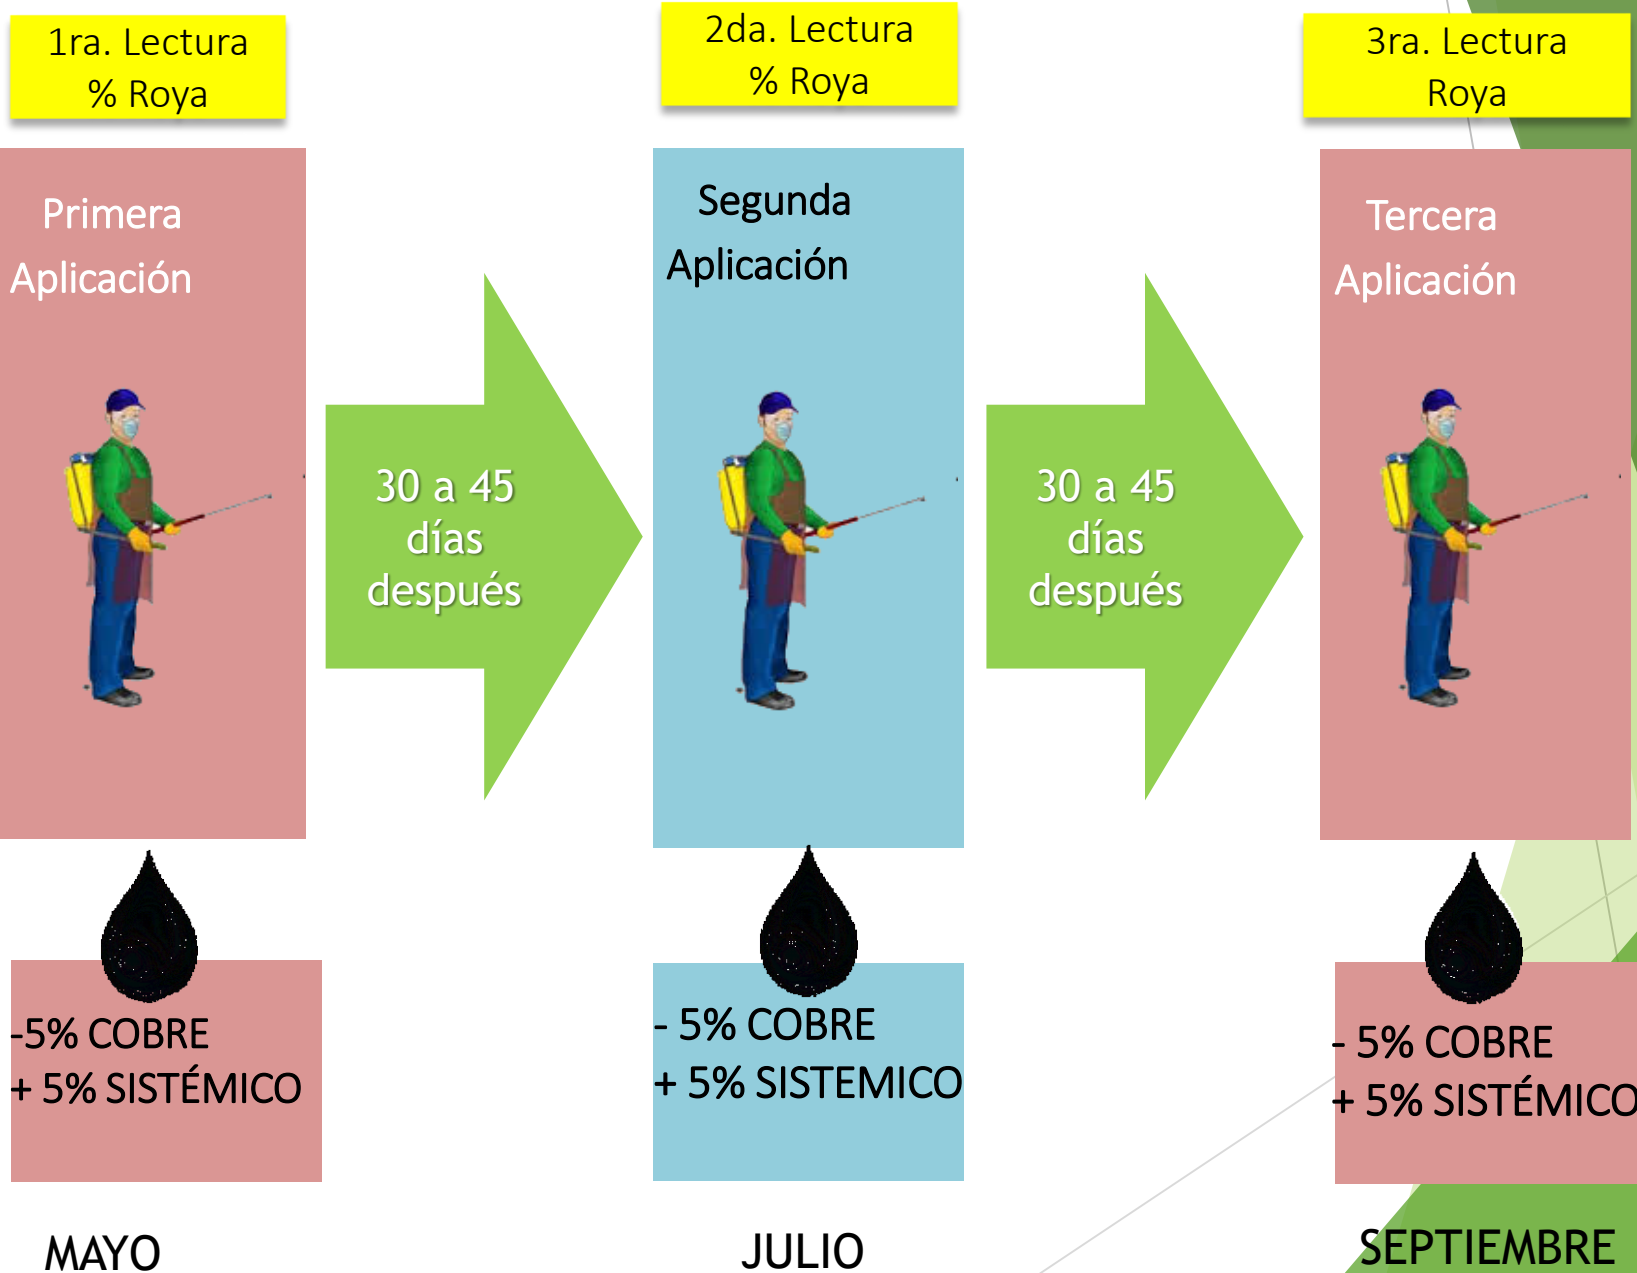 1ra. Lectura
% Roya
2da. Lectura
% Roya
3ra. Lectura
Roya
Primera
Aplicación
30 a 45
días
después
Segunda
Aplicación
30 a 45
días
después
Tercera
Aplicación
-5% COBRE
+ 5% SISTÉMICO
- 5% COBRE
+ 5% SISTEMICO
- 5% COBRE
+ 5% SISTÉMICO
MAYO
JULIO
SEPTIEMBRE